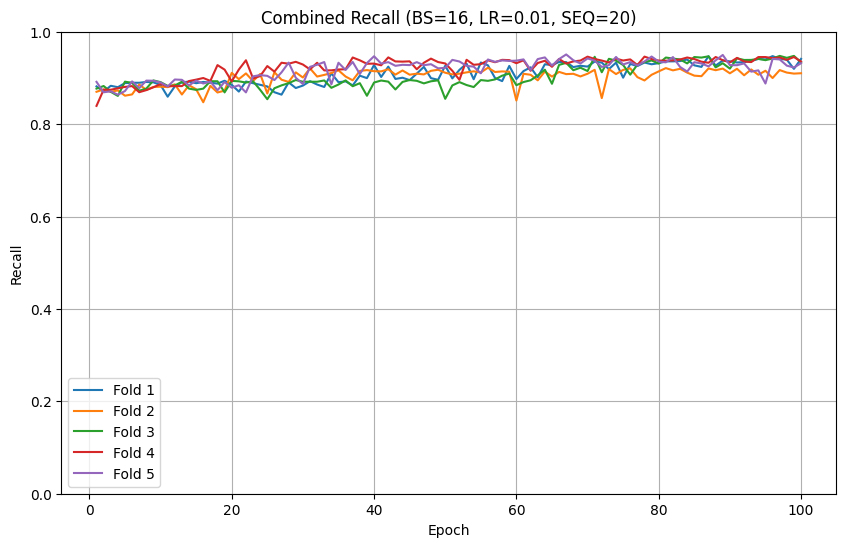 Combined Recall (BS=16, LR=0.01, SEQ=20)
1.0
0.8
0.6
0.4
0.2
0.0
Recall
Fold 1
Fold 2
Fold 3
Fold 4
Fold 5
0 20 40 60 80 100
Epoch